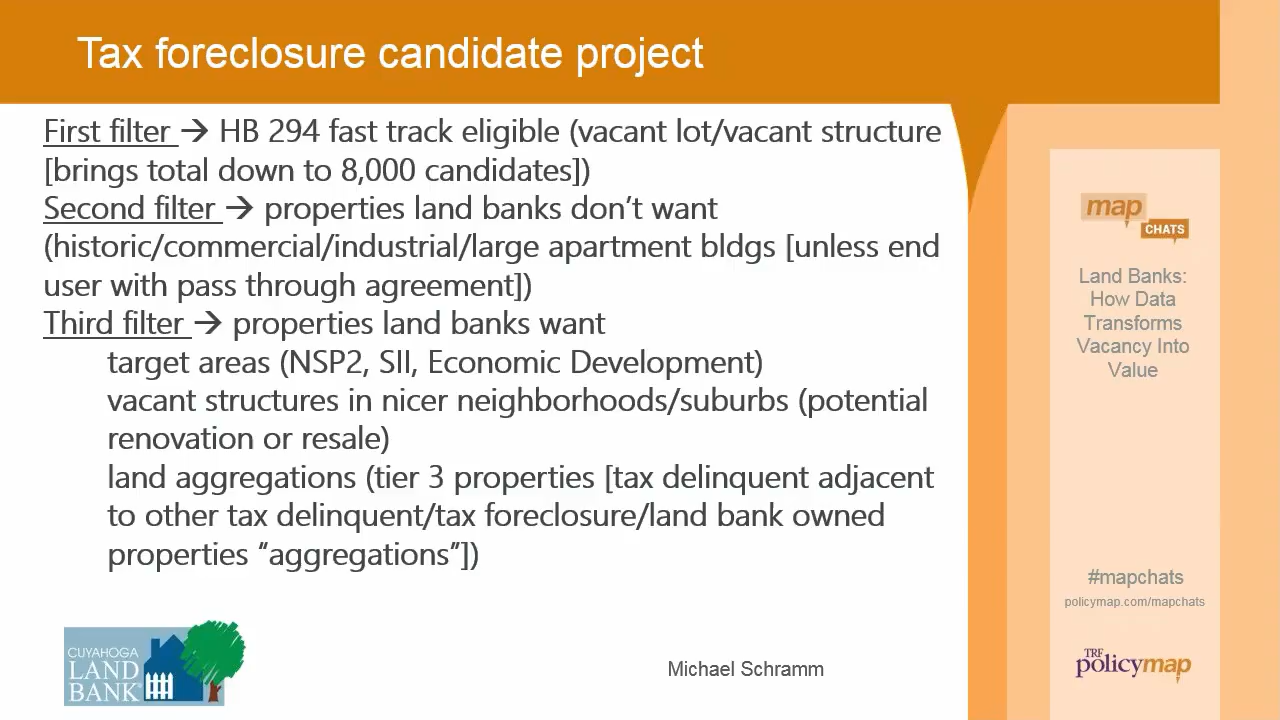 Tax foreclosure candidate project
First filter → HB 294 fast track eligible (vacant lot/vacant structure
[brings total down to 8,000 candidates])
Second filter → properties land banks don’t want
(historic/commercial/industrial/large apartment bldgs [unless end
user with pass through agreement])
Third filter → properties land banks want
target areas (NSP2, SII, Economic Development)
vacant structures in nicer neighborhoods/suburbs (potential
renovation or resale)
land aggregations (tier 3 properties [tax delinquent adjacent
to other tax delinquent/tax foreclosure/land bank owned
properties “aggregations”])
CUYAHOGA
LAND
BANK
Michael Schramm
map
CHATS
Land Banks:
How Data
Transforms
Vacancy Into
Value
#mapchats
policymap.com/mapchats
TRF
policymap